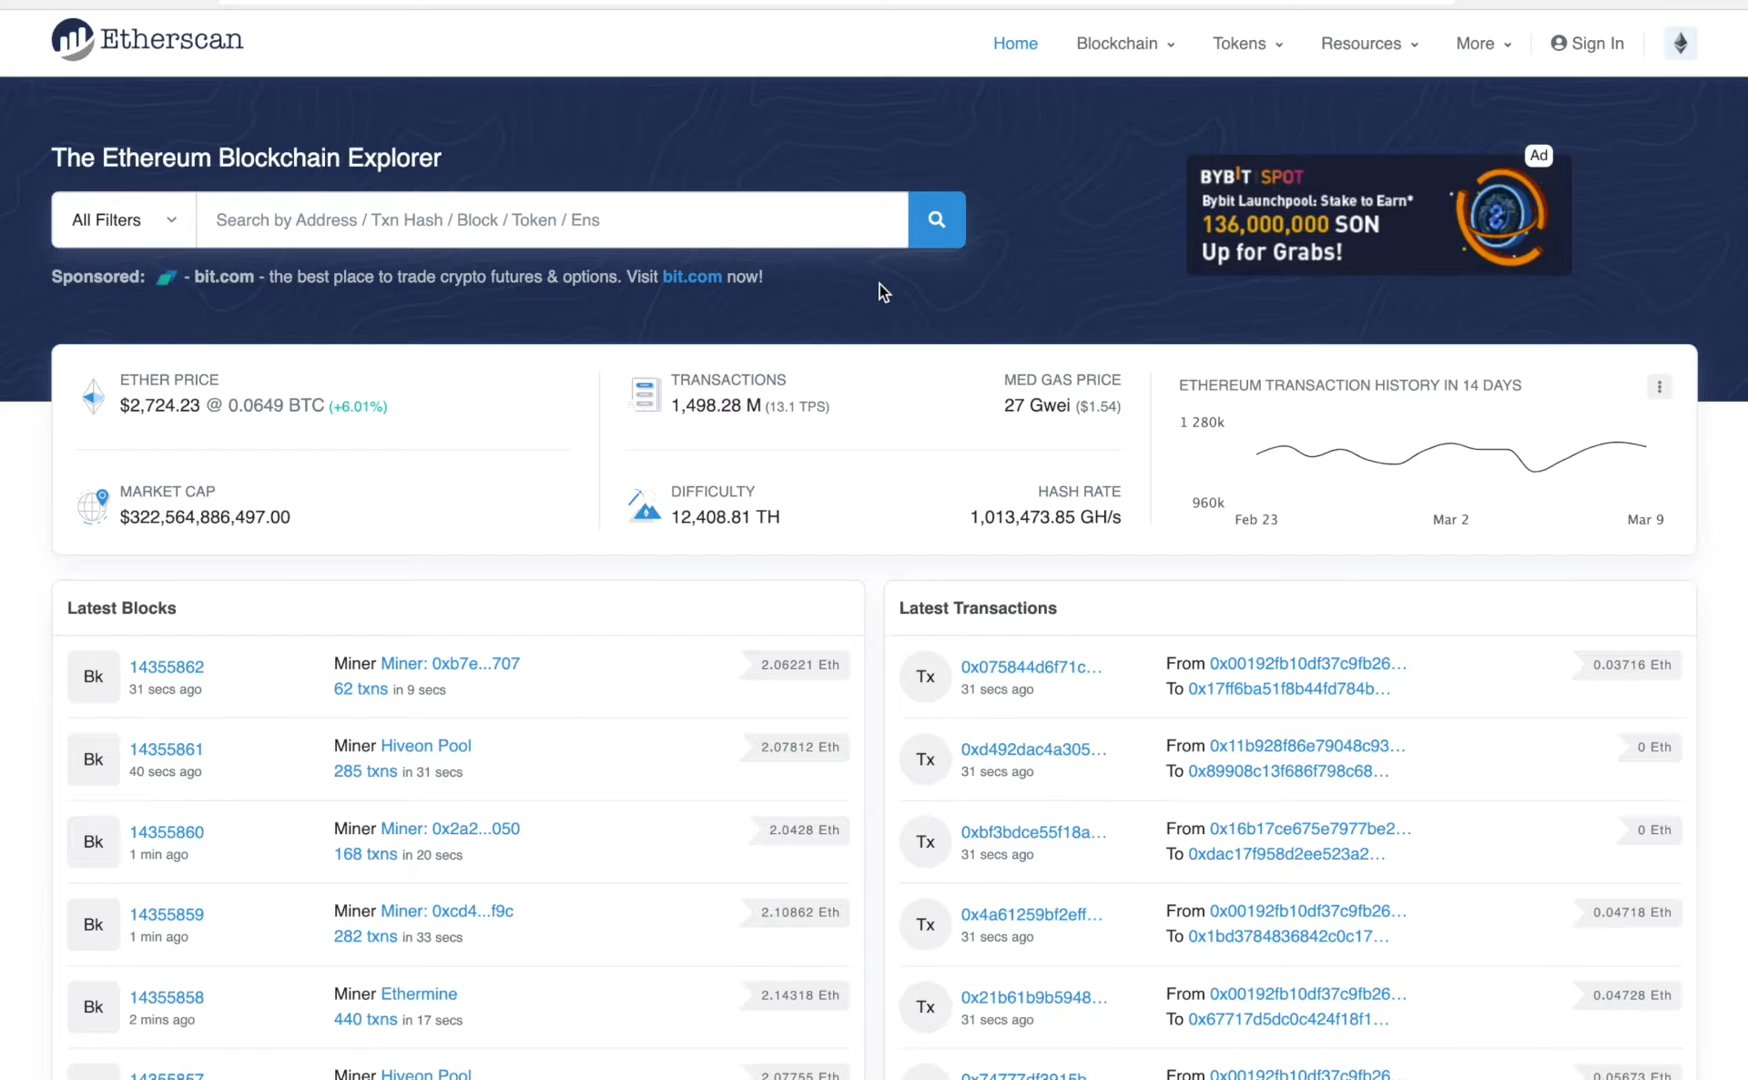 Etherscan
Home
Blockchain
Tokens
Resources
More
Sign In
The Ethereum Blockchain Explorer
All Filters
Search by Address / Txn Hash / Block / Token / Ens
Sponsored: - bit.com - the best place to trade crypto futures & options. Visit bit.com now!
Ad
BYBIT SPOT
Bybit Launchpool: Stake to Earn*
136,000,000 SON
Up for Grabs!
ETHER PRICE
$2,724.23 @ 0.0649 BTC (+6.01%)
MARKET CAP
$322,564,886,497.00
TRANSACTIONS
1,498.28 M (13.1 TPS)
MED GAS PRICE
27 Gwei ($1.54)
DIFFICULTY
12,408.81 TH
HASH RATE
1,013,473.85 GH/s
ETHEREUM TRANSACTION HISTORY IN 14 DAYS
1 280k
960k
Feb 23
Mar 2
Mar 9
Latest Blocks
Bk
14355862
31 secs ago
Miner Miner: 0xb7e...707
62 txns in 9 secs
2.06221 Eth
Bk
14355861
40 secs ago
Miner Hiveon Pool
285 txns in 31 secs
2.07812 Eth
Bk
14355860
1 min ago
Miner Miner: 0x2a2...050
168 txns in 20 secs
2.0428 Eth
Bk
14355859
1 min ago
Miner Miner: 0xcd4...f9c
282 txns in 33 secs
2.10862 Eth
Bk
14355858
2 mins ago
Miner Ethermine
440 txns in 17 secs
2.14318 Eth
14355857
Miner Hiveon Pool
2.07755 Eth
Latest Transactions
Tx
0x075844d6f71c...
31 secs ago
From 0x00192fb10df37c9fb26...
To 0x17ff6ba51f8b44fd784b...
0.03716 Eth
Tx
0xd492dac4a305...
31 secs ago
From 0x11b928f86e79048c93...
To 0x89908c13f686f798c68...
0 Eth
Tx
0xbf3bdce55f18a...
31 secs ago
From 0x16b17ce675e7977be2...
To 0xdac17f958d2ee523a2...
0 Eth
Tx
0x4a61259bf2eff...
31 secs ago
From 0x00192fb10df37c9fb26...
To 0x1bd3784836842c0c17...
0.04718 Eth
Tx
0x21b61b9b5948...
31 secs ago
From 0x00192fb10df37c9fb26...
To 0x67717d5dc0c424f18f1...
0.04728 Eth
0x74777df3915b...
From 0x00192fb10df37c9fb26...
0.05673 Eth